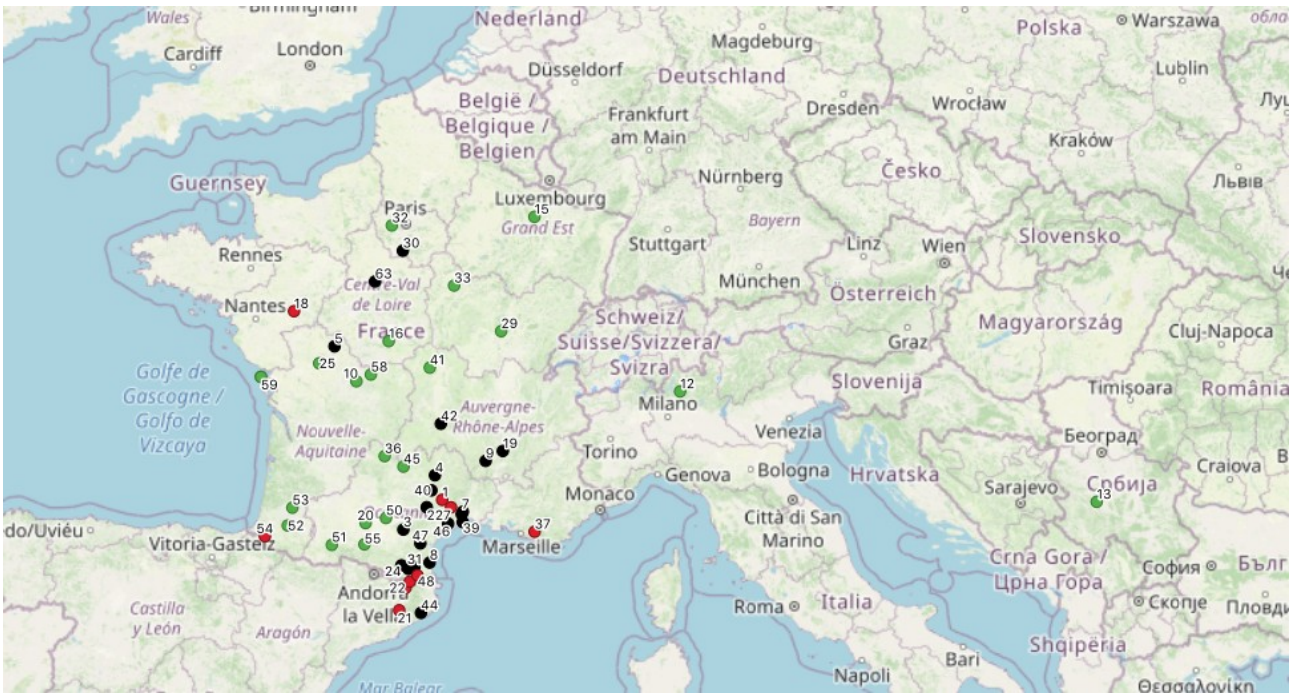 Birmingham
Wales
Nederland
Warszawa
обла
Polska
Cardiff
London
Magdeburg
Düsseldorf
Deutschland
Lublin
België /
Belgique /
Belgien
Frankfurt
am Main
Dresden
Wrocław
Kraków
Guernsey
Nürnberg
Česko
Львів
Luxembourg
Paris
15
32
Grand Est
Bayern
30
Rennes
Stuttgart
Linz
Wien
Slovensko
63
33
Centre-Val
de Loire
München
Österreich
Nantes
18
Schweiz/
Suisse/Svizzera/
Svizra
Magyarország
Cluj-Napoca
France
16
29
5
Graz
25
10
58
41
59
12
Slovenija
Timișoara
România
Golfe de
Gascogne /
Golfo de
Vizcaya
Milano
Auvergne-
Rhône-Alpes
42
Venezia
Београд
Nouvelle-
Aquitaine
19
9
Torino
36
45
4
Genova
Bologna
Hrvatska
Craiova
Sarajevo
Србија
13
40
1
Monaco
53
7
50
20
3
227
46
39
52
54
37
Marseille
Città di San
Marino
do/Uviéu
Vitoria-Gasteiz
51
55
47
8
31
24
48
22
Crna Gora /
Црна Гора
София
Andorra
la Vella
21
44
Roma
Italia
Скопје
Пловди
Castilla
y León
Aragón
Shqipëria
Bari
Napoli
Mar Balear
Θεσσαλονίκη